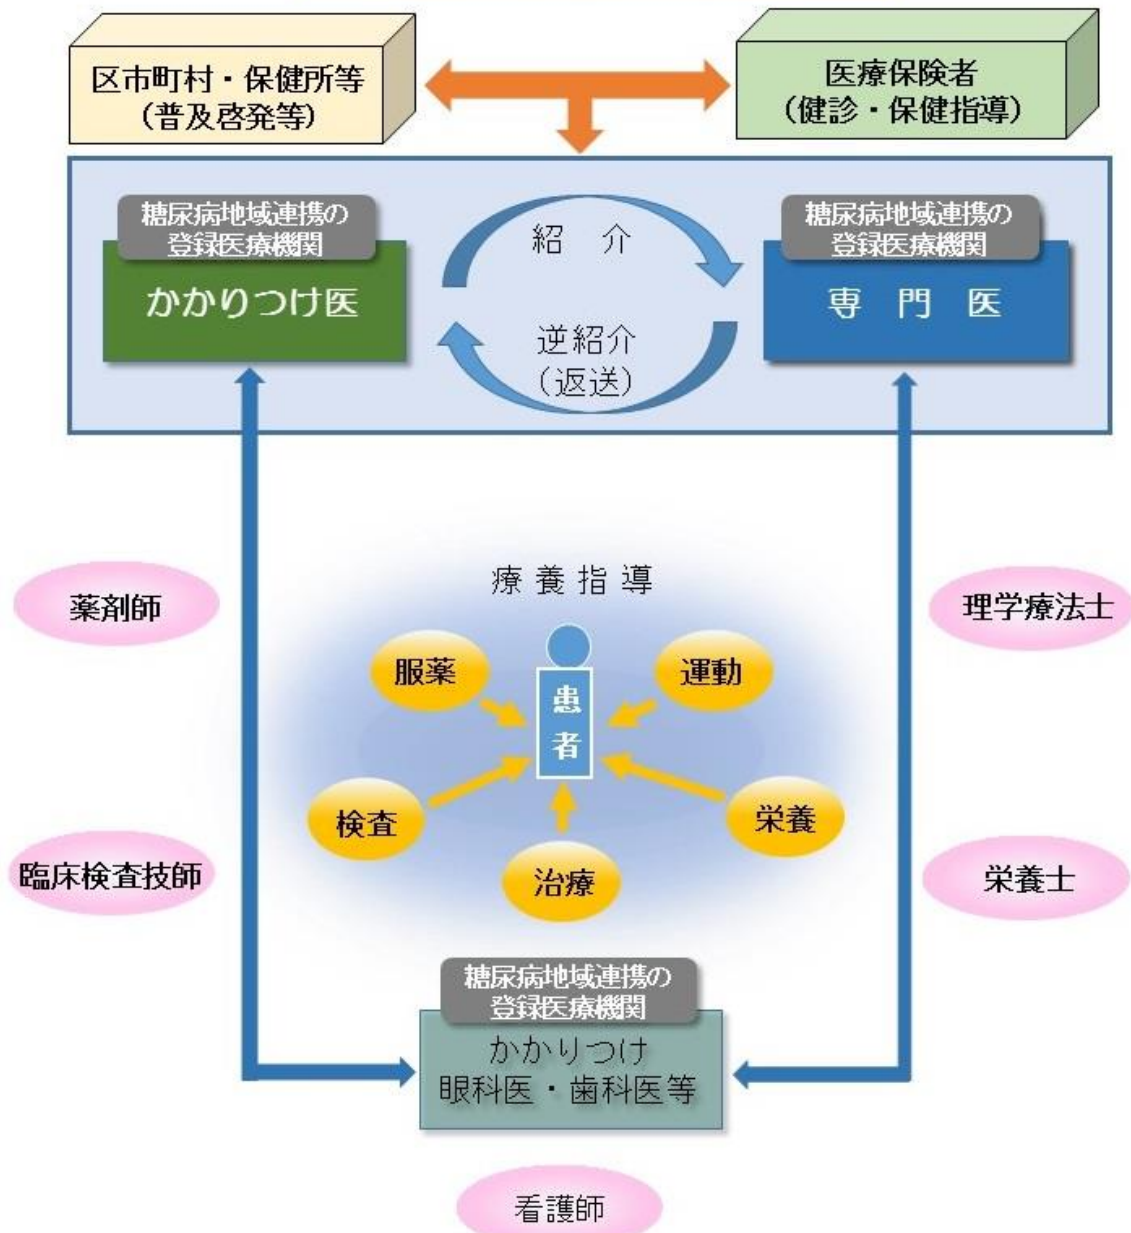 区市町村・保健所等
(普及啓発等)
医療保険者
(健診・保健指導)
糖尿病地域連携の
登録医療機関
かかりつけ医
紹 介
逆紹介
(返送)
糖尿病地域連携の
登録医療機関
専 門 医
療養指導
薬剤師
理学療法士
服薬
患者
運動
検査
栄養
治療
臨床検査技師
栄養士
糖尿病地域連携の
登録医療機関
かかりつけ
眼科医・歯科医等
看護師